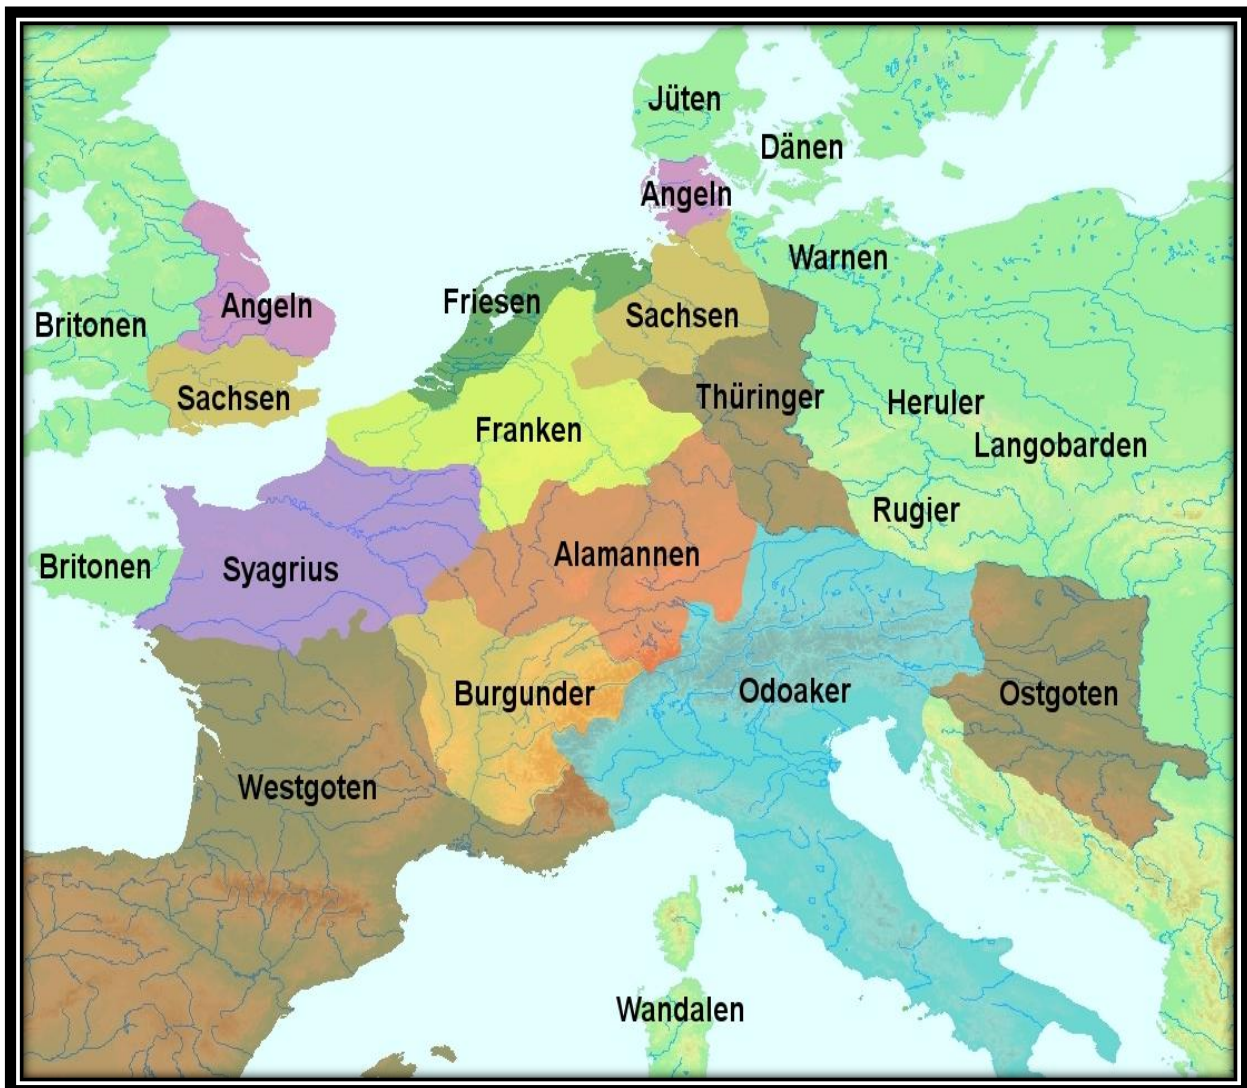 Jüten
Dänen
Angeln
Warnen
Friesen
Angeln
Sachsen
Britonen
Sachsen
Thüringer
Heruler
Franken
Langobarden
Rugier
Britonen
Syagrius
Alamannen
Burgunder
Odoaker
Ostgoten
Westgoten
Wandalen